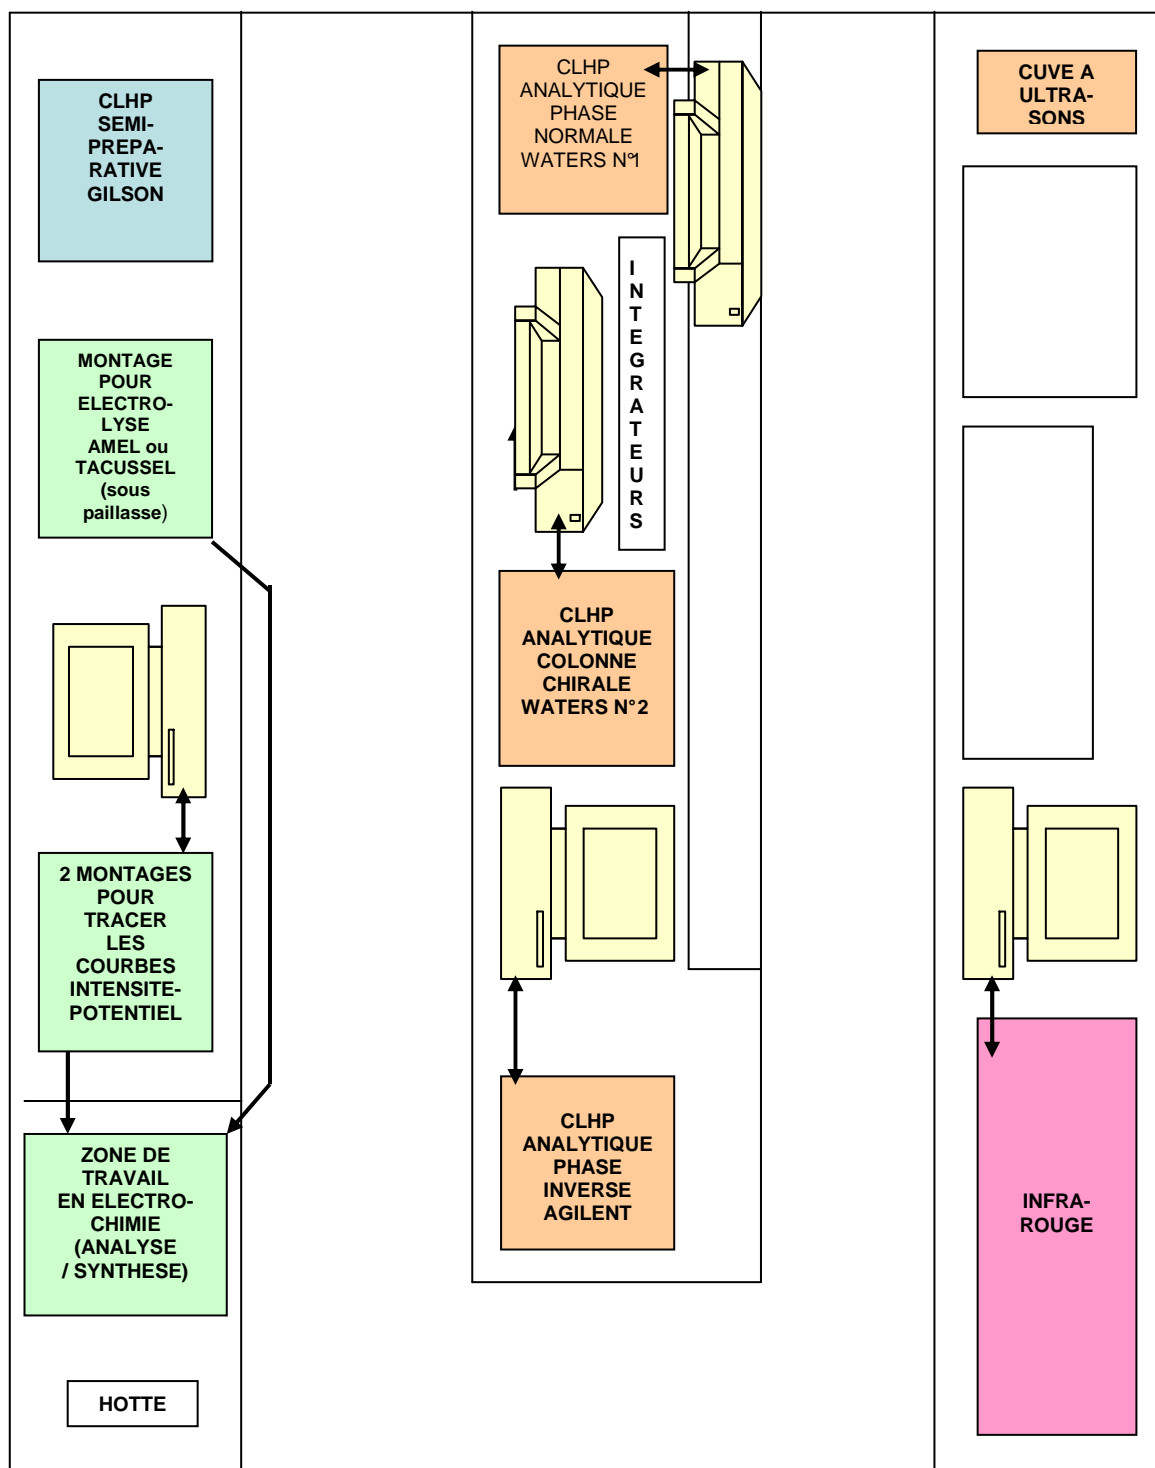 CLHP
SEMI-
PREPA-
RATIVE
GILSON
MONTAGE
POUR
ELECTRO-
LYSE
AMEL ou
TACUSSEL
(sous
paillasse)
2 MONTAGES
POUR
TRACER
LES
COURBES
INTENSITE-
POTENTIEL
ZONE DE
TRAVAIL
EN ELECTRO-
CHIMIE
(ANALYSE
/ SYNTHESE)
HOTTE
CLHP
ANALYTIQUE
PHASE
NORMALE
WATERS N°1
I
N
T
E
G
R
A
T
E
U
R
S
CLHP
ANALYTIQUE
COLONNE
CHIRALE
WATERS N°2
CLHP
ANALYTIQUE
PHASE
INVERSE
AGILENT
CUVE A
ULTRA-
SONS
INFRA-
ROUGE